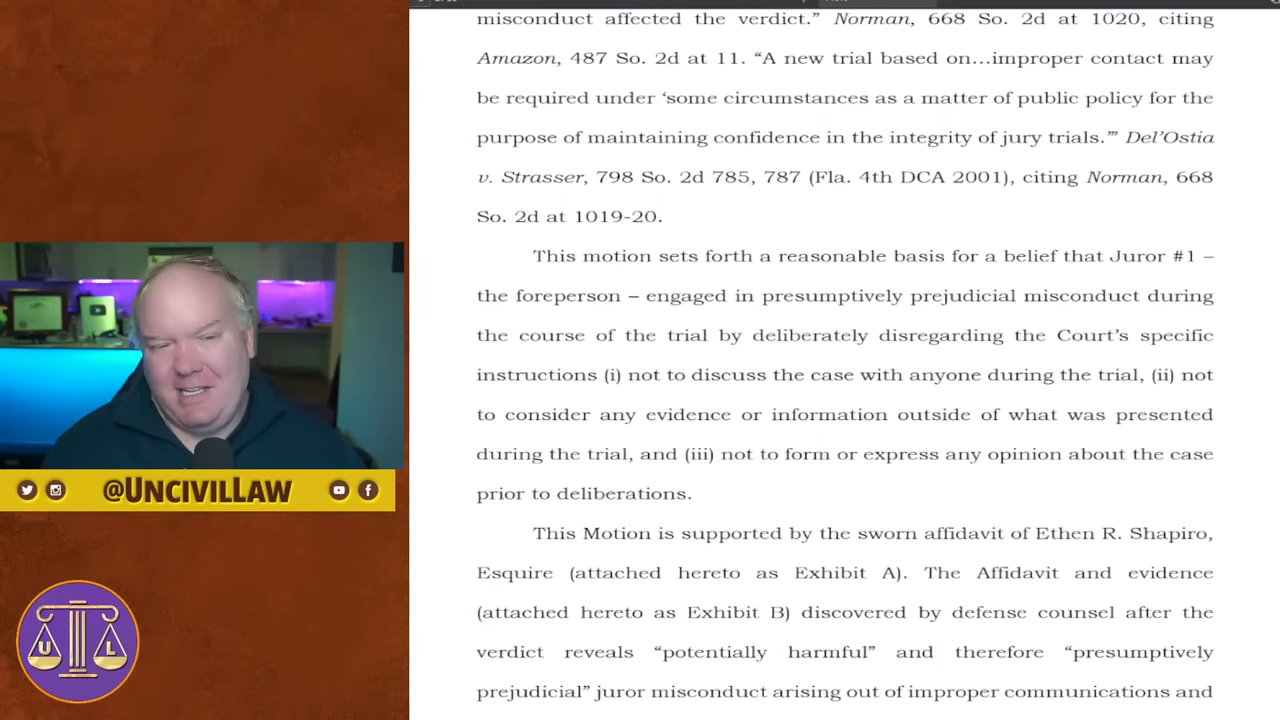 misconduct affected the verdict.” Norman, 668 So. 2d at 1020, citing
Amazon, 487 So. 2d at 11. “A new trial based on…improper contact may
be required under ‘some circumstances as a matter of public policy for the
purpose of maintaining confidence in the integrity of jury trials.’” Del’Ostia
v. Strasser, 798 So. 2d 785, 787 (Fla. 4th DCA 2001), citing Norman, 668
So. 2d at 1019-20.
This motion sets forth a reasonable basis for a belief that Juror #1 –
the foreperson – engaged in presumptively prejudicial misconduct during
the course of the trial by deliberately disregarding the Court’s specific
instructions (i) not to discuss the case with anyone during the trial, (ii) not
to consider any evidence or information outside of what was presented
during the trial, and (iii) not to form or express any opinion about the case
prior to deliberations.
This Motion is supported by the sworn affidavit of Ethen R. Shapiro,
Esquire (attached hereto as Exhibit A). The Affidavit and evidence
(attached hereto as Exhibit B) discovered by defense counsel after the
verdict reveals “potentially harmful” and therefore “presumptively
prejudicial” juror misconduct arising out of improper communications and
@UNCIVILLAW
U L